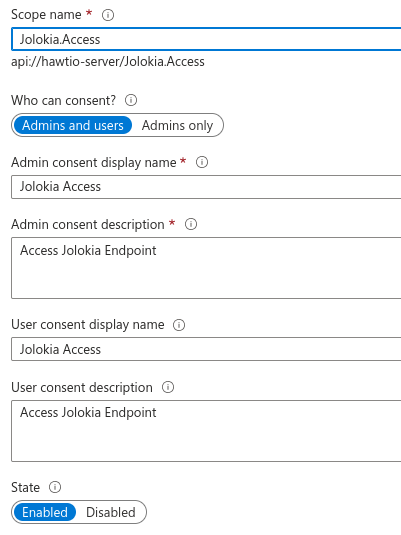 Scope name *
Jolokia.Access
api://hawtio-server/Jolokia.Access
Who can consent?
Admins and users Admins only
Admin consent display name *
Jolokia Access
Admin consent description *
Access Jolokia Endpoint
User consent display name
Jolokia Access
User consent description
Access Jolokia Endpoint
State
Enabled Disabled